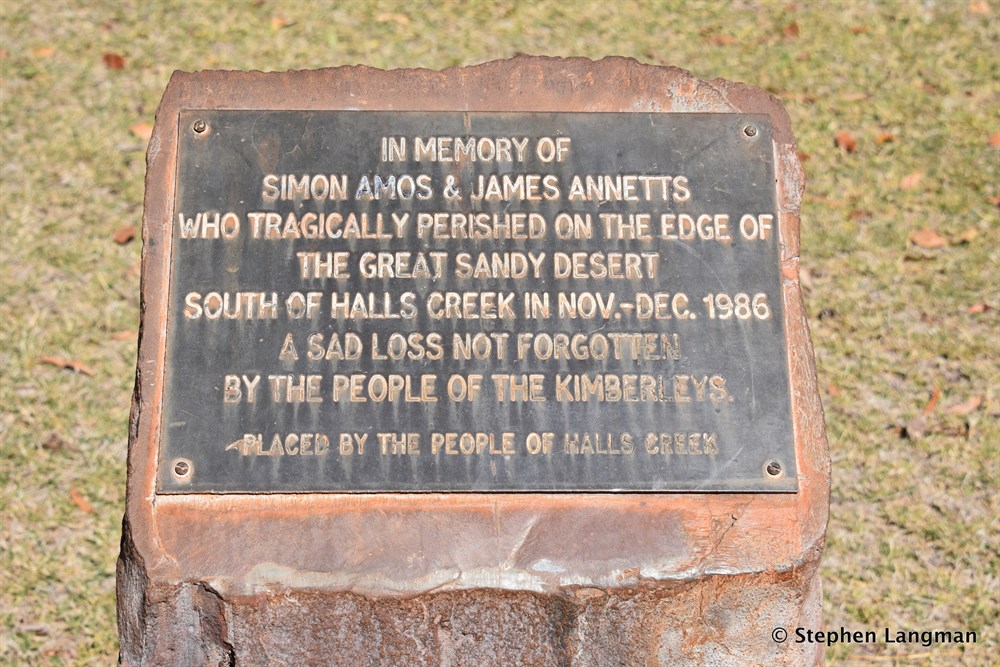 IN MEMORY OF
SIMON AMOS & JAMES ANNETTS
WHO TRAGICALLY PERISHED ON THE EDGE OF
THE GREAT SANDY DESERT
SOUTH OF HALLS CREEK IN NOV.-DEC. 1986
A SAD LOSS NOT FORGOTTEN
BY THE PEOPLE OF THE KIMBERLEYS.
PLACED BY THE PEOPLE OF HALLS CREEK
© Stephen Langman